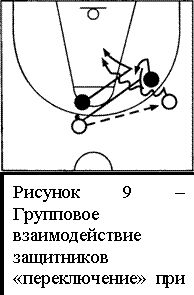 Рисунок 9 –
Групповое
взаимодействие
защитников
«переключение» при